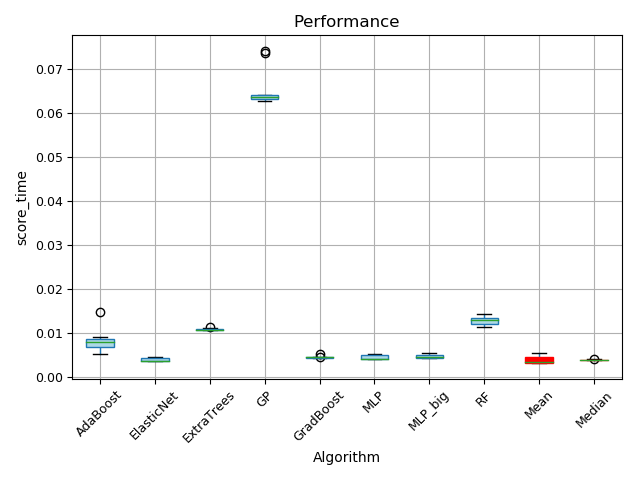 Performance
score_time
0.07
0.06
0.05
0.04
0.03
0.02
0.01
0.00
AdaBoost
ElasticNet
ExtraTrees
GP
GradBoost
MLP
MLP_big
RF
Mean
Median
Algorithm